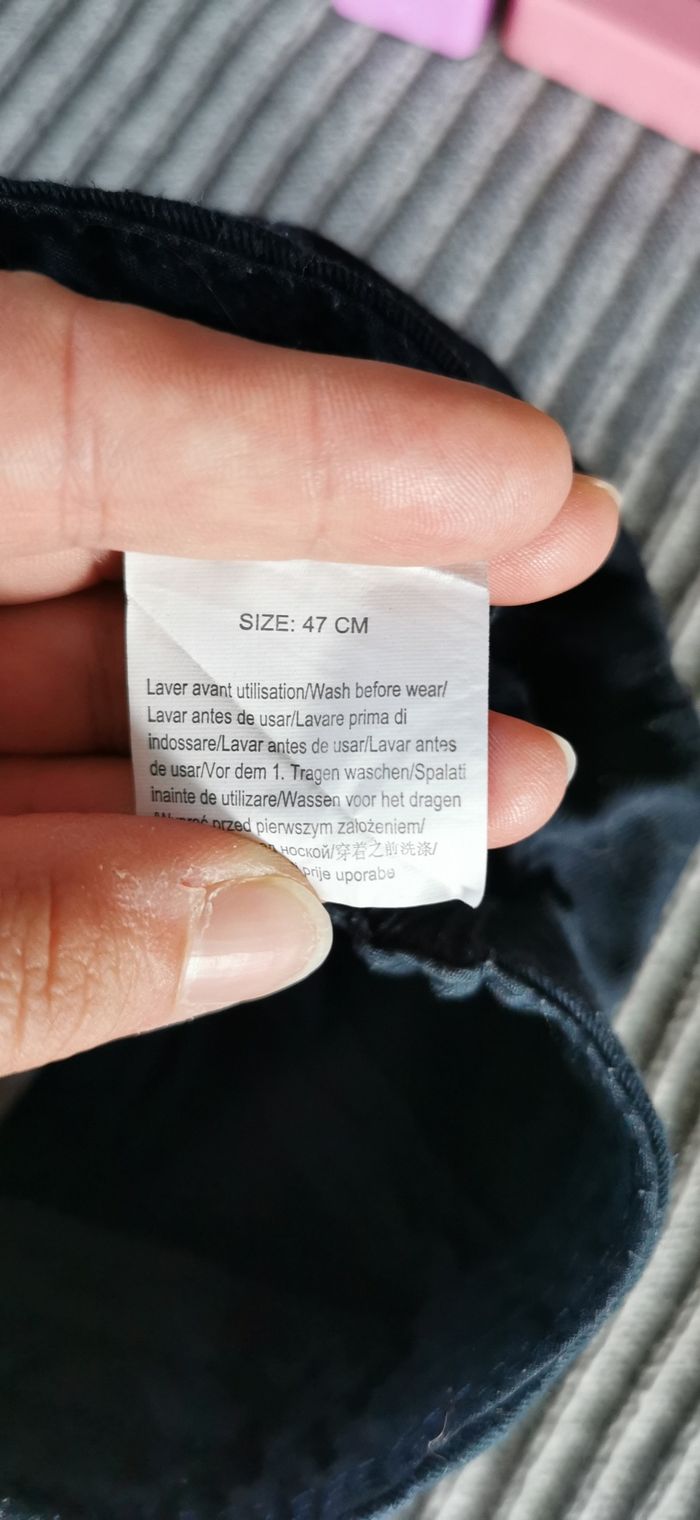 SIZE: 47 CM
Laver avant utilisation/Wash before wear/
Lavar antes de usar/Lavare prima di
indossare/Lavar antes de usar/Lavar antes
de usar/Vor dem 1. Tragen waschen/Spalati
inainte de utilizare/Wassen voor het dragen
przed pierwszym założeniem/
ноской/穿着之前洗涤/
prije uporabe